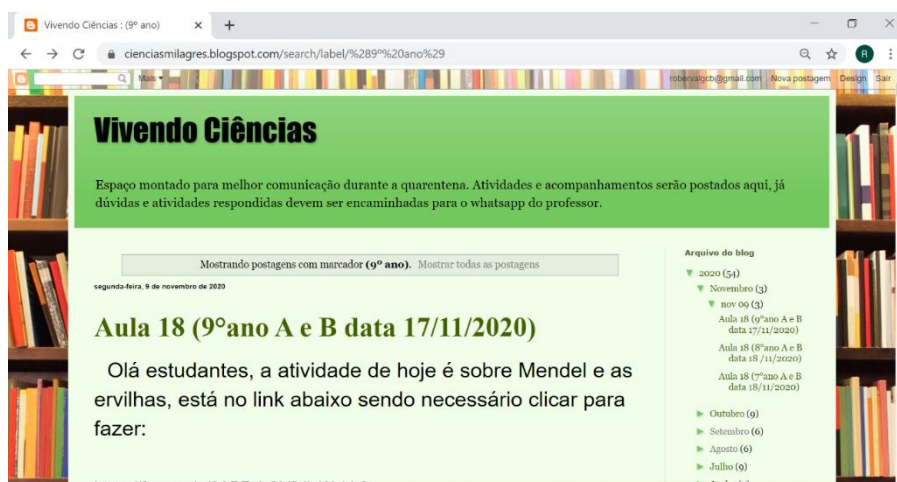 Vivendo Ciências : (9º ano)
cienciasmilagres.blogspot.com/search/label/%289º%20ano%29
R
Mais
robervalgcb@gmail.com Nova postagem Design Sair
Vivendo Ciências
Espaço montado para melhor comunicação durante a quarentena. Atividades e acompanhamentos serão postados aqui, já
dúvidas e atividades respondidas devem ser encaminhadas para o whatsapp do professor.
Mostrando postagens com marcador (9º ano). Mostrar todas as postagens
segunda-feira, 9 de novembro de 2020
Aula 18 (9°ano A e B data 17/11/2020)
Olá estudantes, a atividade de hoje é sobre Mendel e as
ervilhas, está no link abaixo sendo necessário clicar para
fazer:
Arquivo do blog
▼ 2020 (54)
▼ Novembro (3)
▼ nov 09 (3)
Aula 18 (9°ano A e B
data 17/11/2020)
Aula 18 (8°ano A e B
data 18 /11/2020)
Aula 18 (7°ano A e B
data 18/11/2020)
► Outubro (9)
► Setembro (6)
► Agosto (6)
► Julho (9)